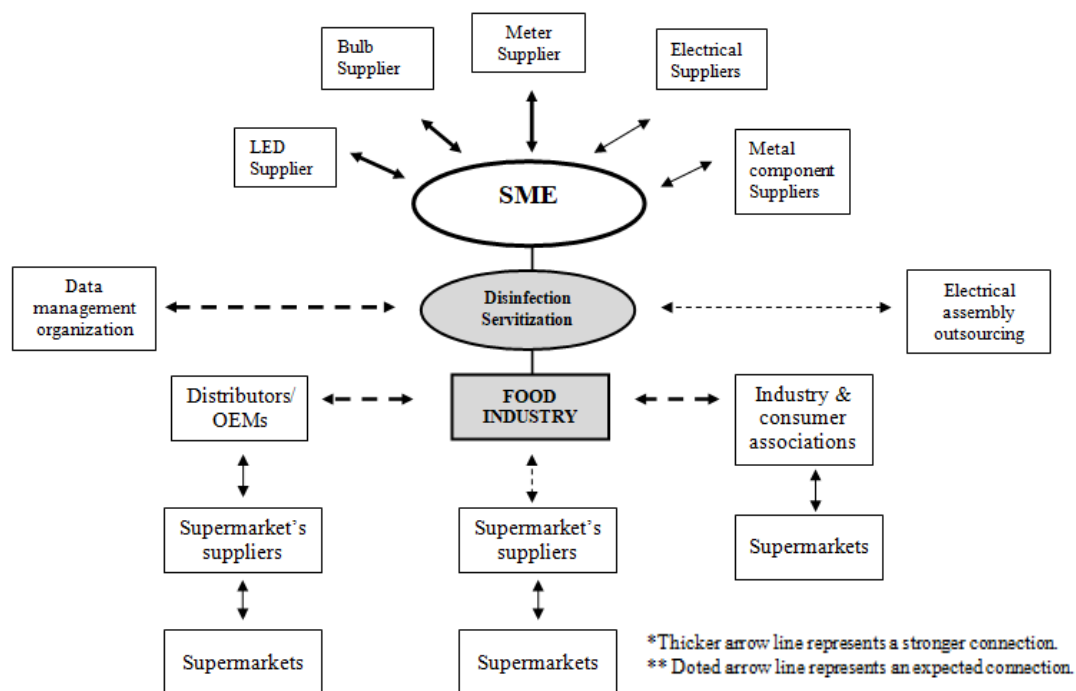 Meter
Supplier
Bulb
Supplier
Electrical
Suppliers
LED
Supplier
Metal
component
Suppliers
SME
Data
management
organization
Disinfection
Servitization
Electrical
assembly
outsourcing
Distributors/
OEMs
FOOD
INDUSTRY
Industry &
consumer
associations
Supermarket's
suppliers
Supermarket's
suppliers
Supermarkets
Supermarkets
Supermarkets
*Thicker arrow line represents a stronger connection.
** Doted arrow line represents an expected connection.